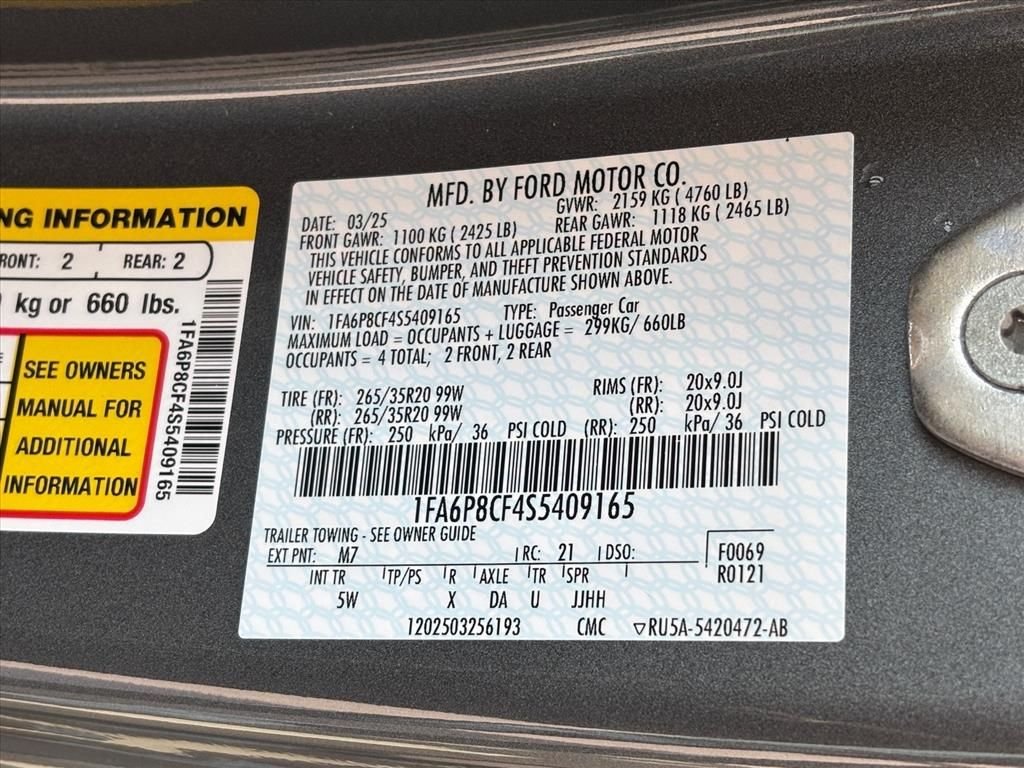 NG INFORMATION
RONT: 2 REAR: 2
kg or 660 lbs.
SEE OWNERS
MANUAL FOR
ADDITIONAL
INFORMATION
1FA6P8CF4S5409165
MFD. BY FORD MOTOR CO.
DATE: 03/25 GVWR: 2159 KG ( 4760 LB)
FRONT GAWR: 1100 KG ( 2425 LB) REAR GAWR: 1118 KG ( 2465 LB)
THIS VEHICLE CONFORMS TO ALL APPLICABLE FEDERAL MOTOR
VEHICLE SAFETY, BUMPER, AND THEFT PREVENTION STANDARDS
IN EFFECT ON THE DATE OF MANUFACTURE SHOWN ABOVE.
VIN: 1FA6P8CF4S5409165 TYPE: Passenger Car
MAXIMUM LOAD = OCCUPANTS + LUGGAGE = 299KG/ 660LB
OCCUPANTS = 4 TOTAL; 2 FRONT, 2 REAR
TIRE (FR): 265/35R20 99W RIMS (FR): 20x9.0J
(RR): 265/35R20 99W (RR): 20x9.0J
PRESSURE (FR): 250 kPa/ 36 PSI COLD (RR): 250 kPa/ 36 PSI COLD
1FA6P8CF4S5409165
TRAILER TOWING - SEE OWNER GUIDE
EXT PNT: M7 RC: 21 DSO: F0069
INT TR TP/PS R AXLE TR SPR R0121
5W X DA U JJHH
1202503256193 CMC ▽RU5A-5420472-AB